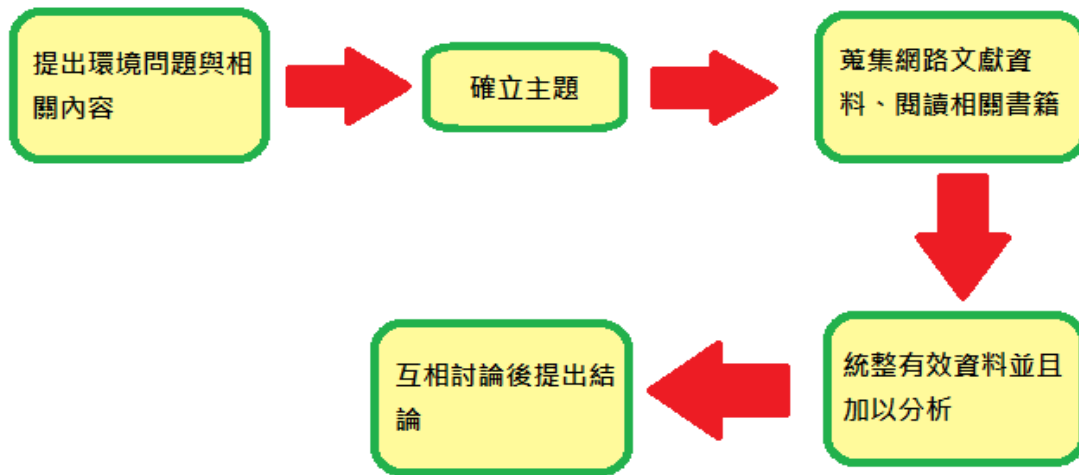 提出環境問題與相
關內容
確立主題
蒐集網路文獻資
料、閱讀相關書籍
統整有效資料並且
加以分析
互相討論後提出結
論